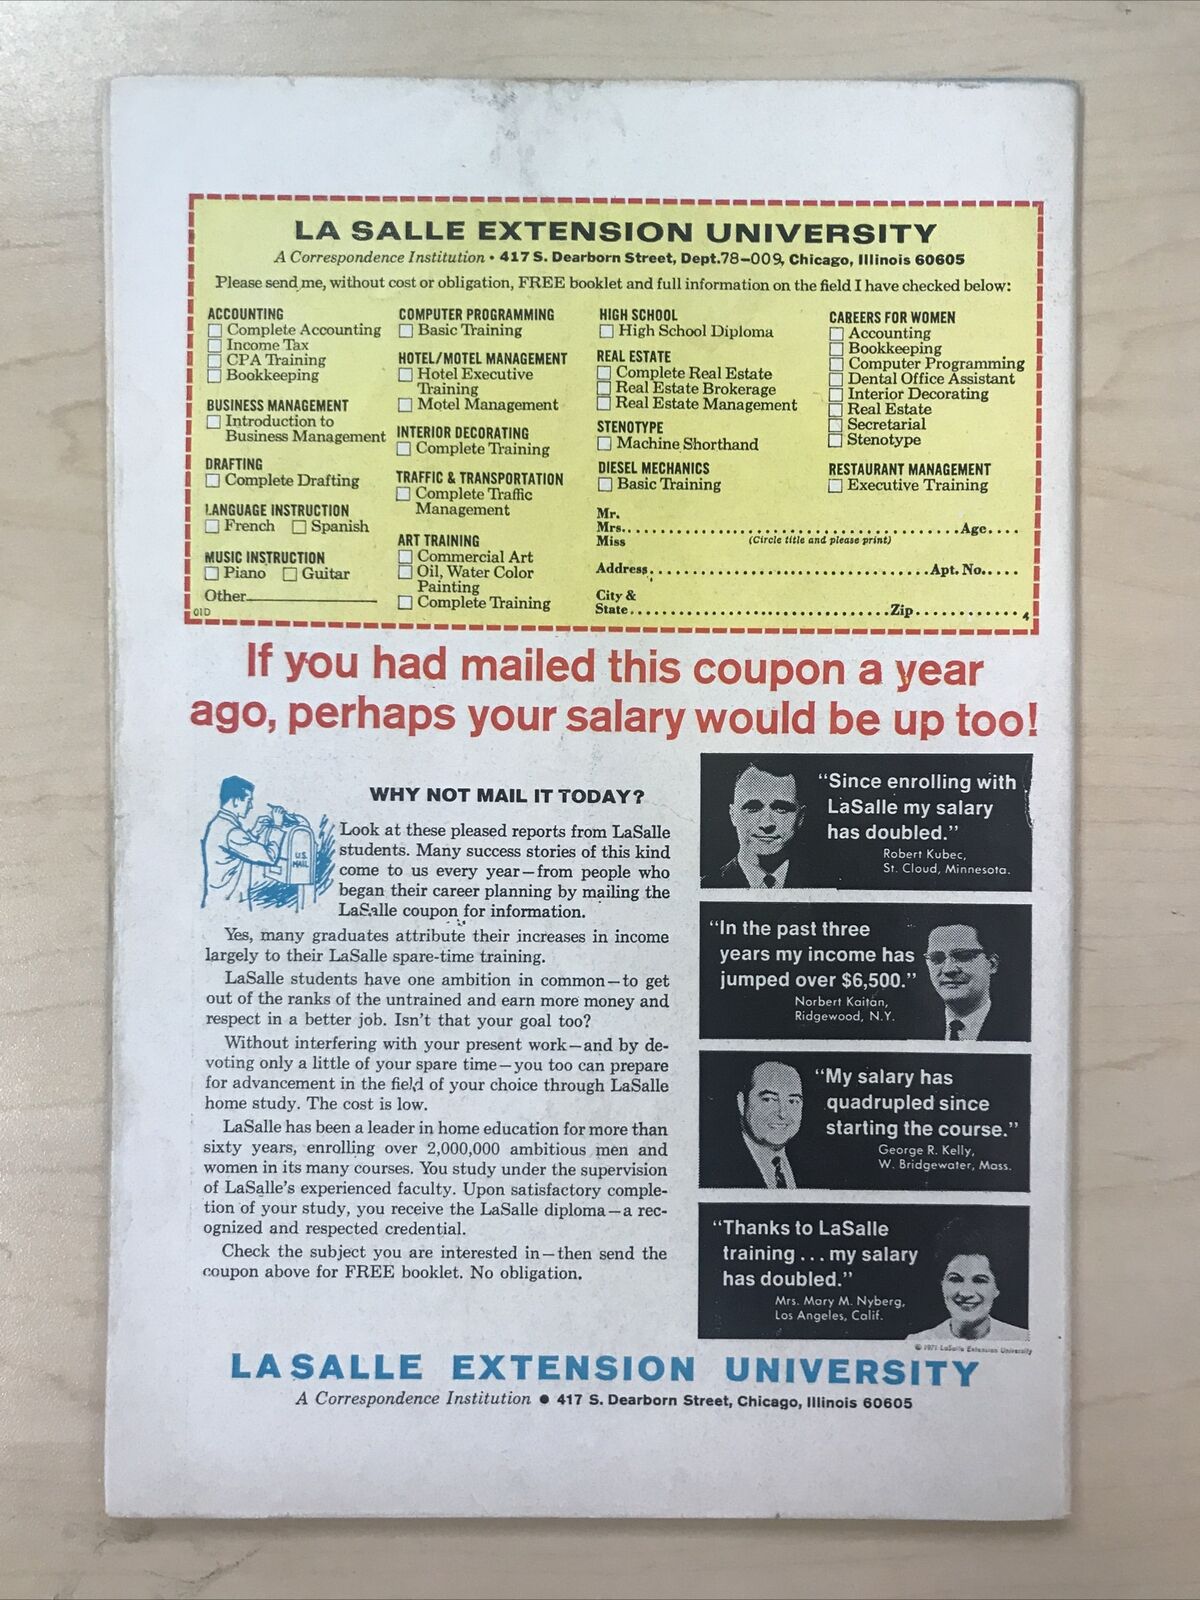 LA SALLE EXTENSION UNIVERSITY
A Correspondence Institution • 417 S. Dearborn Street, Dept. 78-009, Chicago, Illinois 60605
Please send me, without cost or obligation, FREE booklet and full information on the field I have checked below:
ACCOUNTING
Complete Accounting
Income Tax
CPA Training
Bookkeeping
BUSINESS MANAGEMENT
Introduction to
Business Management
DRAFTING
Complete Drafting
LANGUAGE INSTRUCTION
French Spanish
MUSIC INSTRUCTION
Piano Guitar
Other
01D
COMPUTER PROGRAMMING
Basic Training
HOTEL/MOTEL MANAGEMENT
Hotel Executive
Training
Motel Management
INTERIOR DECORATING
Complete Training
TRAFFIC & TRANSPORTATION
Complete Traffic
Management
ART TRAINING
Commercial Art
Oil, Water Color
Painting
Complete Training
HIGH SCHOOL
High School Diploma
REAL ESTATE
Complete Real Estate
Real Estate Brokerage
Real Estate Management
STENOTYPE
Machine Shorthand
DIESEL MECHANICS
Basic Training
CAREERS FOR WOMEN
Accounting
Bookkeeping
Computer Programming
Dental Office Assistant
Interior Decorating
Real Estate
Secretarial
Stenotype
RESTAURANT MANAGEMENT
Executive Training
Mr.
Mrs. Age
Miss (Circle title and please print)
Address Apt. No.
City &
State Zip 4
If you had mailed this coupon a year
ago, perhaps your salary would be up too!
WHY NOT MAIL IT TODAY?
U.S.
MAIL
Look at these pleased reports from LaSalle
students. Many success stories of this kind
come to us every year—from people who
began their career planning by mailing the
LaSalle coupon for information.
Yes, many graduates attribute their increases in income
largely to their LaSalle spare-time training.
LaSalle students have one ambition in common—to get
out of the ranks of the untrained and earn more money and
respect in a better job. Isn't that your goal too?
Without interfering with your present work—and by de-
voting only a little of your spare time—you too can prepare
for advancement in the field of your choice through LaSalle
home study. The cost is low.
LaSalle has been a leader in home education for more than
sixty years, enrolling over 2,000,000 ambitious men and
women in its many courses. You study under the supervision
of LaSalle's experienced faculty. Upon satisfactory comple-
tion of your study, you receive the LaSalle diploma—a rec-
ognized and respected credential.
Check the subject you are interested in—then send the
coupon above for FREE booklet. No obligation.
"Since enrolling with
LaSalle my salary
has doubled."
Robert Kubec,
St. Cloud, Minnesota.
"In the past three
years my income has
jumped over $6,500."
Norbert Kaitan,
Ridgewood, N.Y.
"My salary has
quadrupled since
starting the course."
George R. Kelly,
W. Bridgewater, Mass.
"Thanks to LaSalle
training . . . my salary
has doubled."
Mrs. Mary M. Nyberg,
Los Angeles, Calif.
© 1971 LaSalle Extension University
LASALLE EXTENSION UNIVERSITY
A Correspondence Institution • 417 S. Dearborn Street, Chicago, Illinois 60605